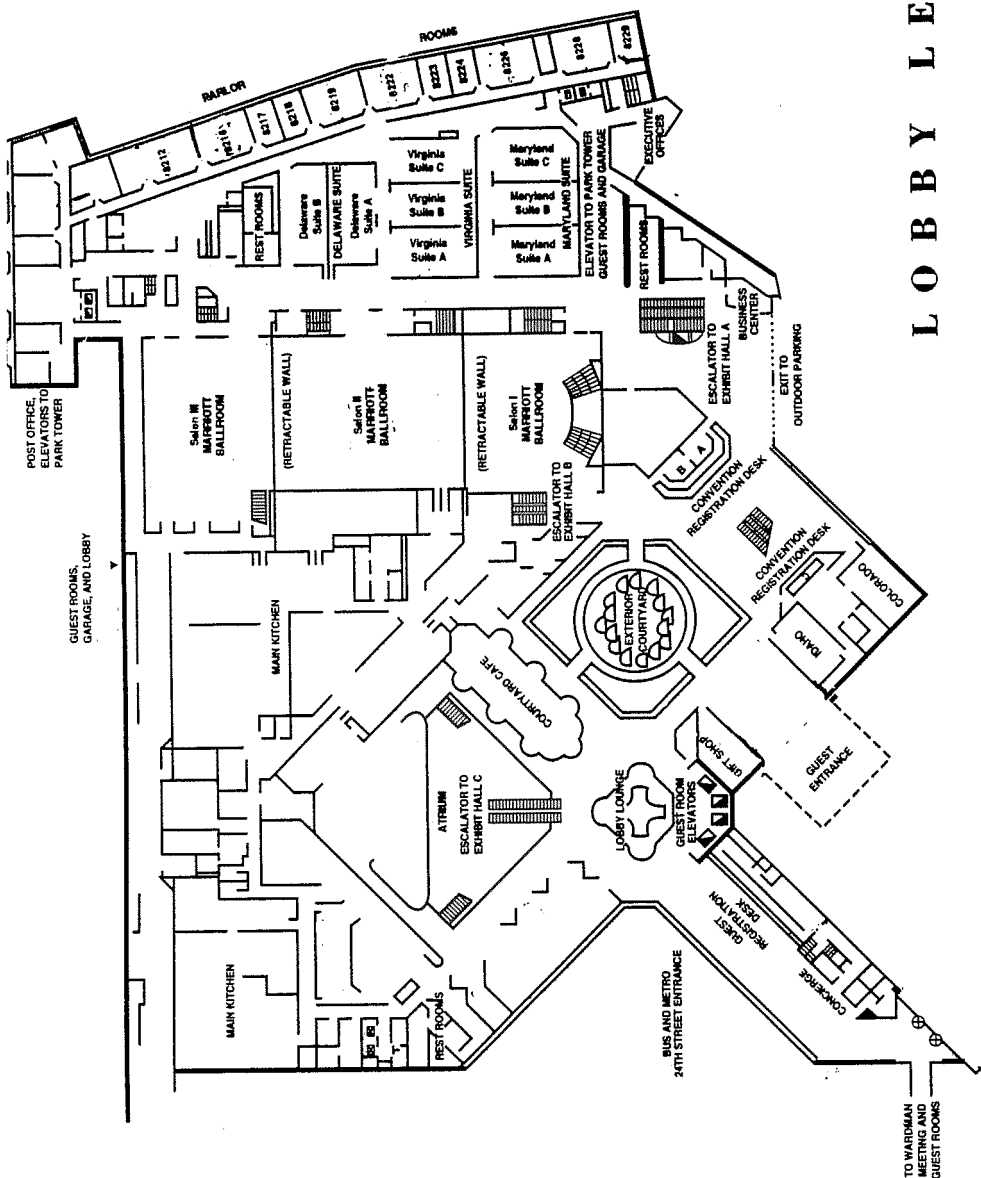 LOBBY LE
PARLOR
ROOMS
8212
8216
8217
8218
8219
8222
8223
8224
8226
8228
8229
EXECUTIVE
OFFICES
POST OFFICE,
ELEVATORS TO
PARK TOWER
REST ROOMS
Delaware
Suite B
DELAWARE SUITE
Delaware
Suite A
Virginia
Suite C
Virginia
Suite B
Virginia
Suite A
VIRGINIA SUITE
Maryland
Suite C
Maryland
Suite B
Maryland
Suite A
MARYLAND SUITE
ELEVATOR TO PARK TOWER
GUEST ROOMS AND GARAGE
REST ROOMS
BUSINESS
CENTER
ESCALATOR TO
EXHIBIT HALL A
EXIT TO
OUTDOOR PARKING
Salon III
MARRIOTT
BALLROOM
(RETRACTABLE WALL)
Salon II
MARRIOTT
BALLROOM
(RETRACTABLE WALL)
Salon I
MARRIOTT
BALLROOM
ESCALATOR TO
EXHIBIT HALL B
B
A
CONVENTION
REGISTRATION DESK
CONVENTION
REGISTRATION DESK
COLORADO
IDAHO
GUEST ROOMS,
GARAGE, AND LOBBY
MAIN KITCHEN
EXTERIOR
COURTYARD
COURTYARD CAFE
ATRIUM
ESCALATOR TO
EXHIBIT HALL C
LOBBY LOUNGE
GIFT SHOP
GUEST ROOM
ELEVATORS
GUEST
ENTRANCE
GUEST
REGISTRATION
DESK
CONCIERGE
MAIN KITCHEN
REST ROOMS
BUS AND METRO
24TH STREET ENTRANCE
TO WARDMAN
MEETING AND
GUEST ROOMS